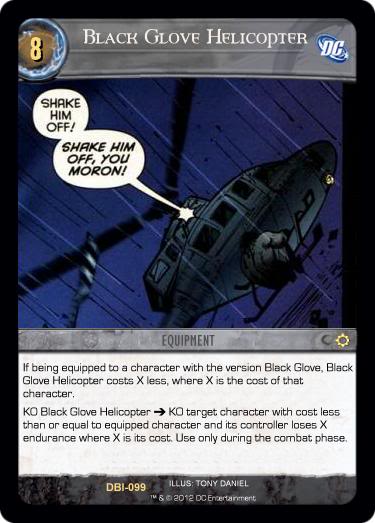 8
BLACK GLOVE HELICOPTER
DC
SHAKE
HIM
OFF!
SHAKE HIM
OFF, YOU
MORON!
EQUIPMENT
If being equipped to a character with the version Black Glove, Black
Glove Helicopter costs X less, where X is the cost of that
character.
KO Black Glove Helicopter ➔ KO target character with cost less
than or equal to equipped character and its controller loses X
endurance where X is its cost. Use only during the combat phase.
DBI-099
ILLUS: TONY DANIEL
™ & © 2012 DC Entertainment